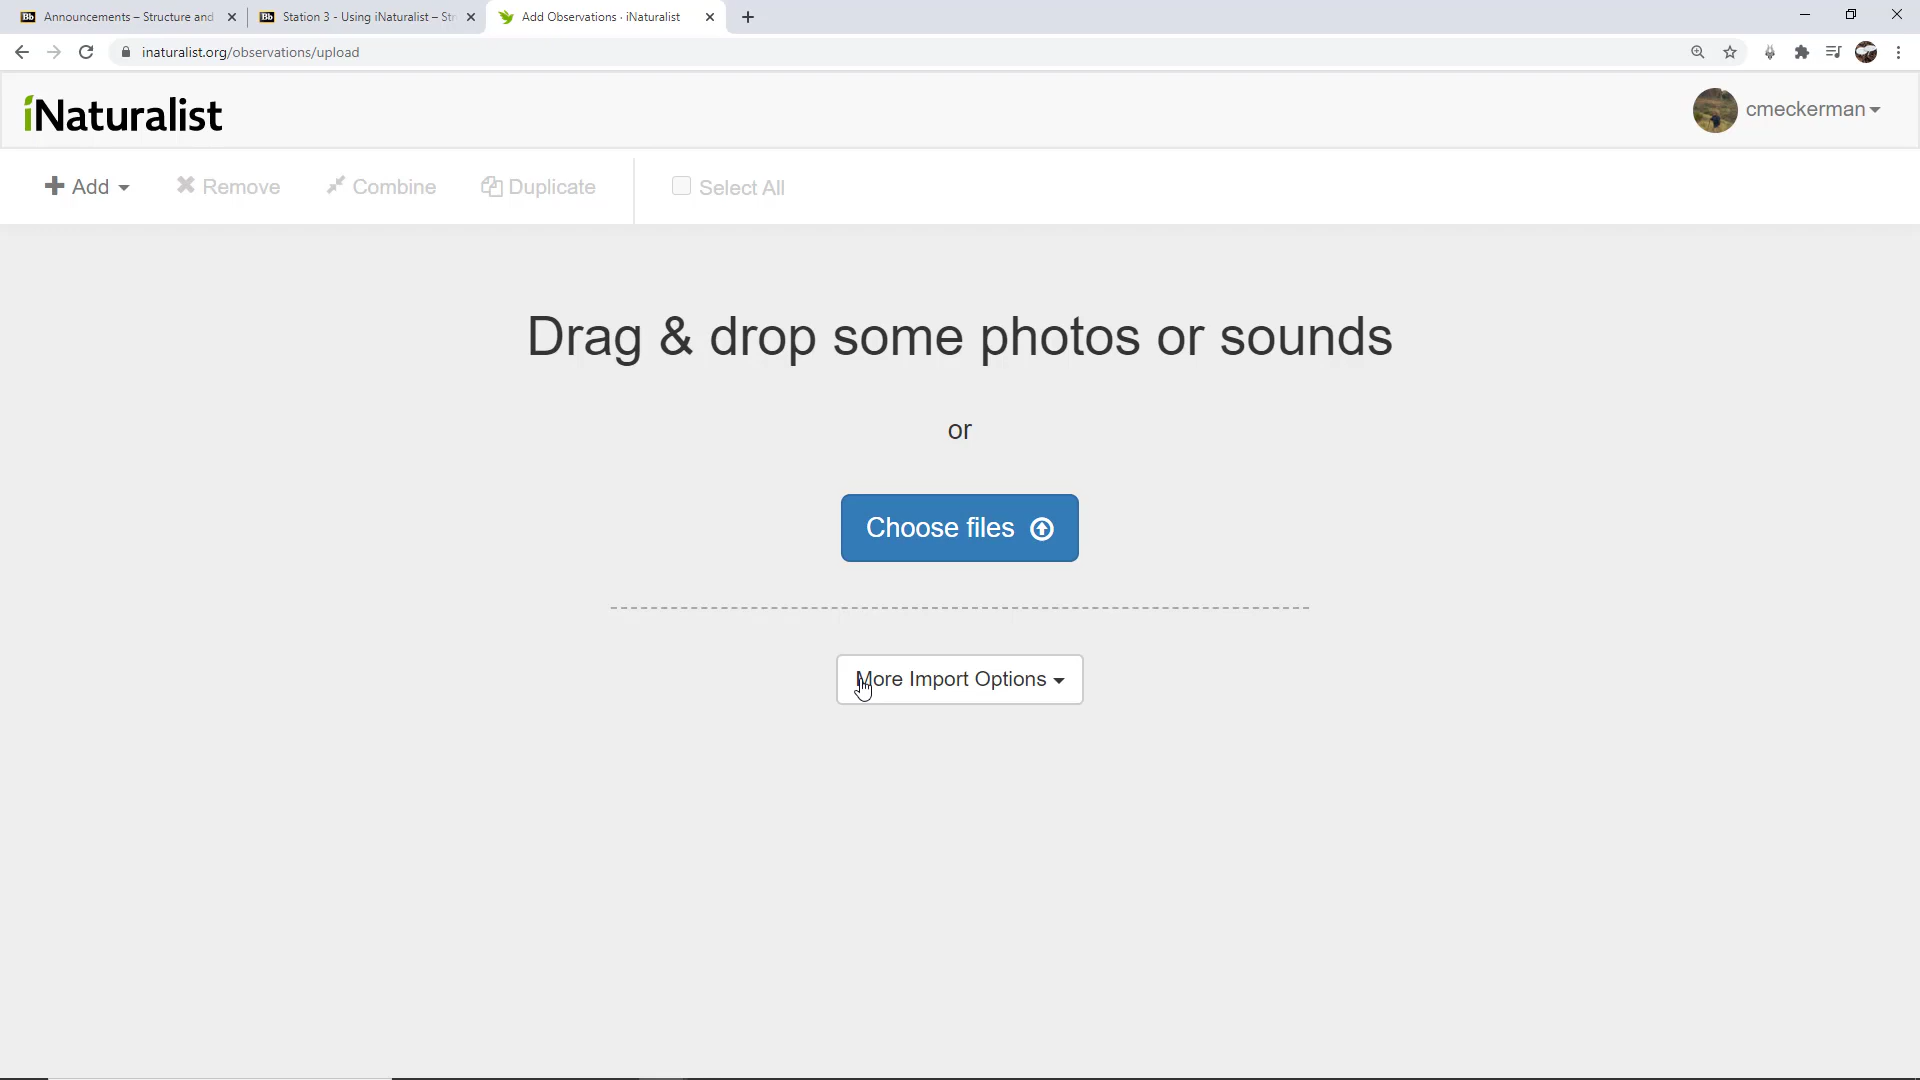 Announcements – Structure and
Station 3 - Using iNaturalist – Str
Add Observations · iNaturalist
inaturalist.org/observations/upload
iNaturalist
cmeckerman
Add
Remove
Combine
Duplicate
Select All
Drag & drop some photos or sounds
or
Choose files
More Import Options